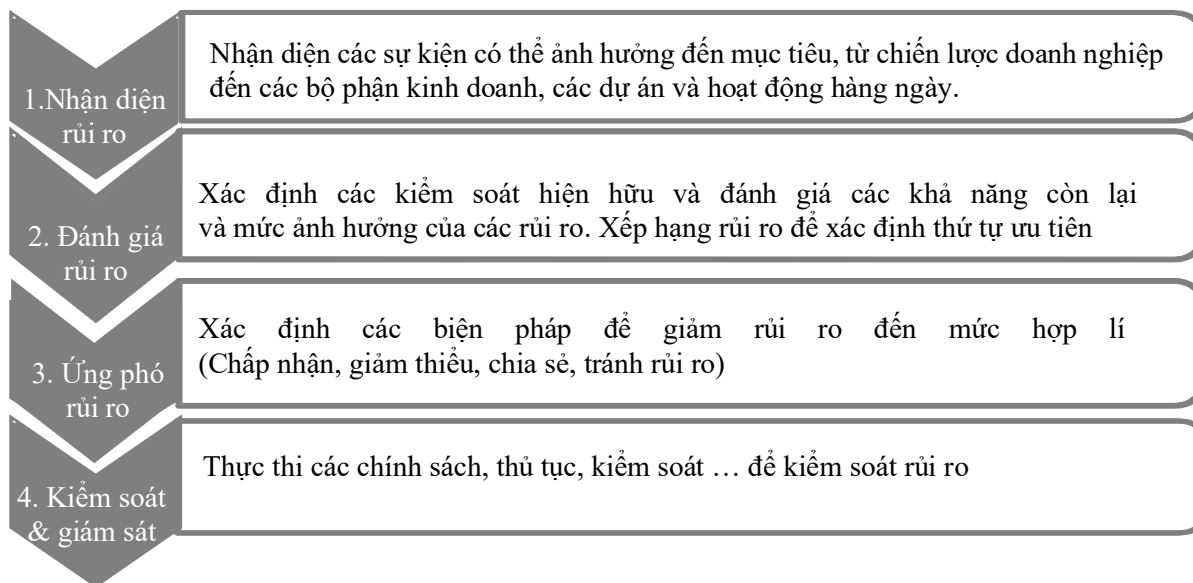 1.Nhận diện
rủi ro
Nhận diện các sự kiện có thể ảnh hưởng đến mục tiêu, từ chiến lược doanh nghiệp
đến các bộ phận kinh doanh, các dự án và hoạt động hàng ngày.
2. Đánh giá
rủi ro
Xác định các kiểm soát hiện hữu và đánh giá các khả năng còn lại
và mức ảnh hưởng của các rủi ro. Xếp hạng rủi ro để xác định thứ tự ưu tiên
3. Ứng phó
rủi ro
Xác định các biện pháp để giảm rủi ro đến mức hợp lí
(Chấp nhận, giảm thiểu, chia sẻ, tránh rủi ro)
4. Kiểm soát
& giám sát
Thực thi các chính sách, thủ tục, kiểm soát … để kiểm soát rủi ro